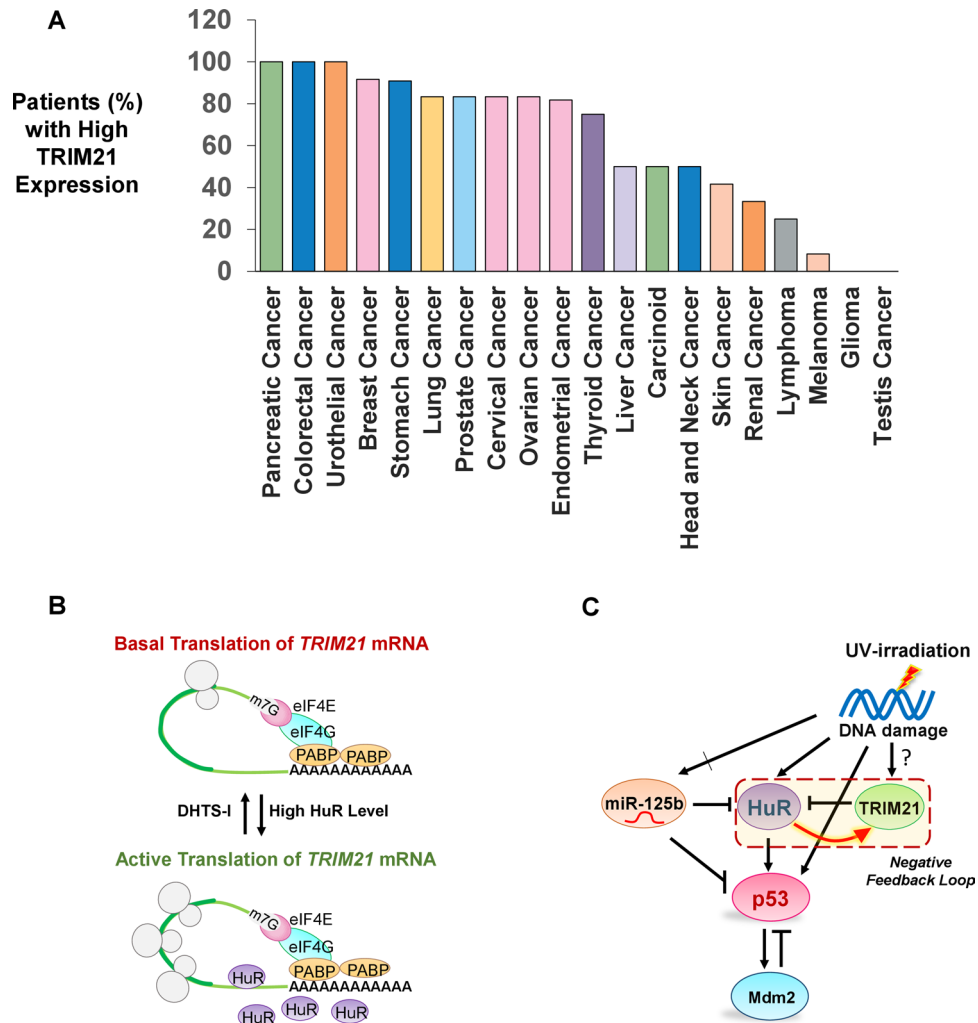 A
Patients (%)
with High
TRIM21
Expression
120
100
80
60
40
20
0
Pancreatic Cancer
Colorectal Cancer
Urothelial Cancer
Breast Cancer
Stomach Cancer
Lung Cancer
Prostate Cancer
Cervical Cancer
Ovarian Cancer
Endometrial Cancer
Thyroid Cancer
Liver Cancer
Carcinoid
Head and Neck Cancer
Skin Cancer
Renal Cancer
Lymphoma
Melanoma
Glioma
Testis Cancer
B
Basal Translation of TRIM21 mRNA
m7G
eIF4E
eIF4G
PABP PABP
AAAAAAAAAAAA
DHTS-I
High HuR Level
Active Translation of TRIM21 mRNA
m7G
eIF4E
eIF4G
PABP PABP
HuR
AAAAAAAAAAAA
HuR HuR HuR
C
UV-irradiation
DNA damage
?
miR-125b
HuR
TRIM21
Negative
Feedback Loop
p53
Mdm2